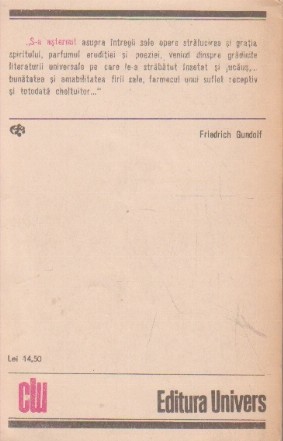 „S-a așternut asupra întregii sale opere strălucirea și grația
spiritului, parfumul erudiției și poeziei, venind dinspre grădinile
literaturii universale pe care le-a străbătut încetat și jucăuș,...
bunătatea și amabilitatea firii sale, farmecul unui suflet receptiv
și totodată cheltuitor..."
Friedrich Gundolf
Lei 14,50
clu
Editura Univers